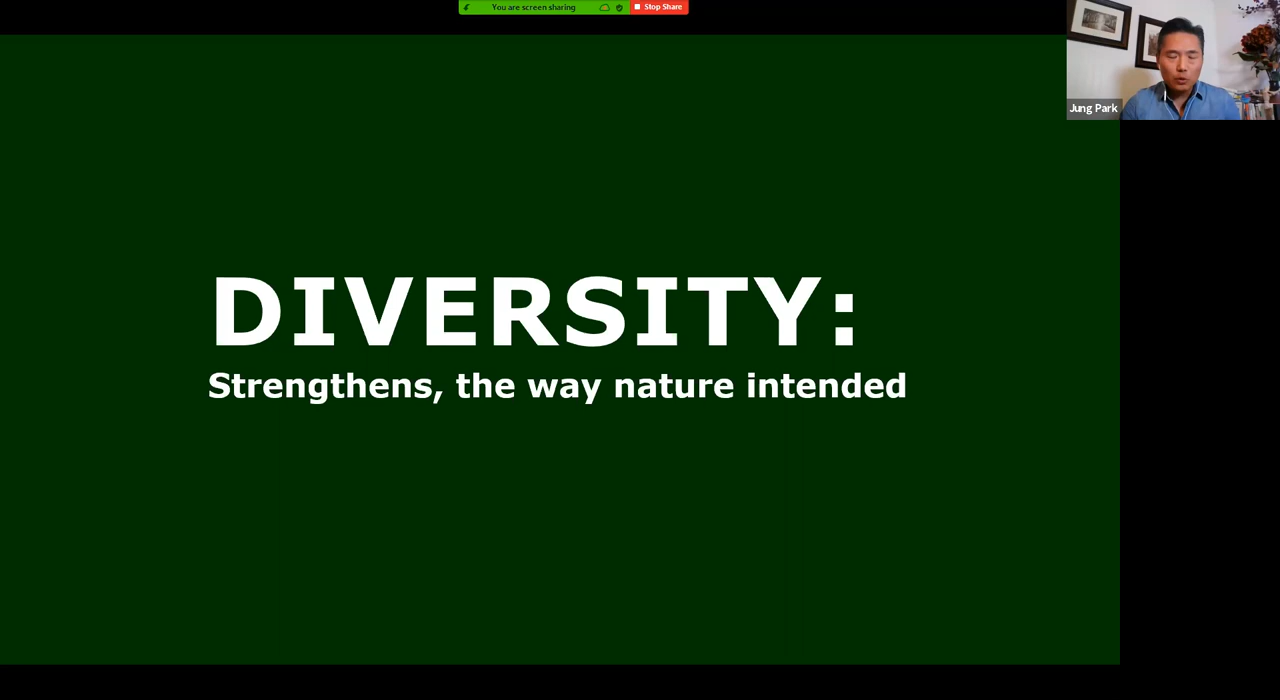 You are screen sharing
Stop Share
Jung Park
DIVERSITY:
Strengthens, the way nature intended